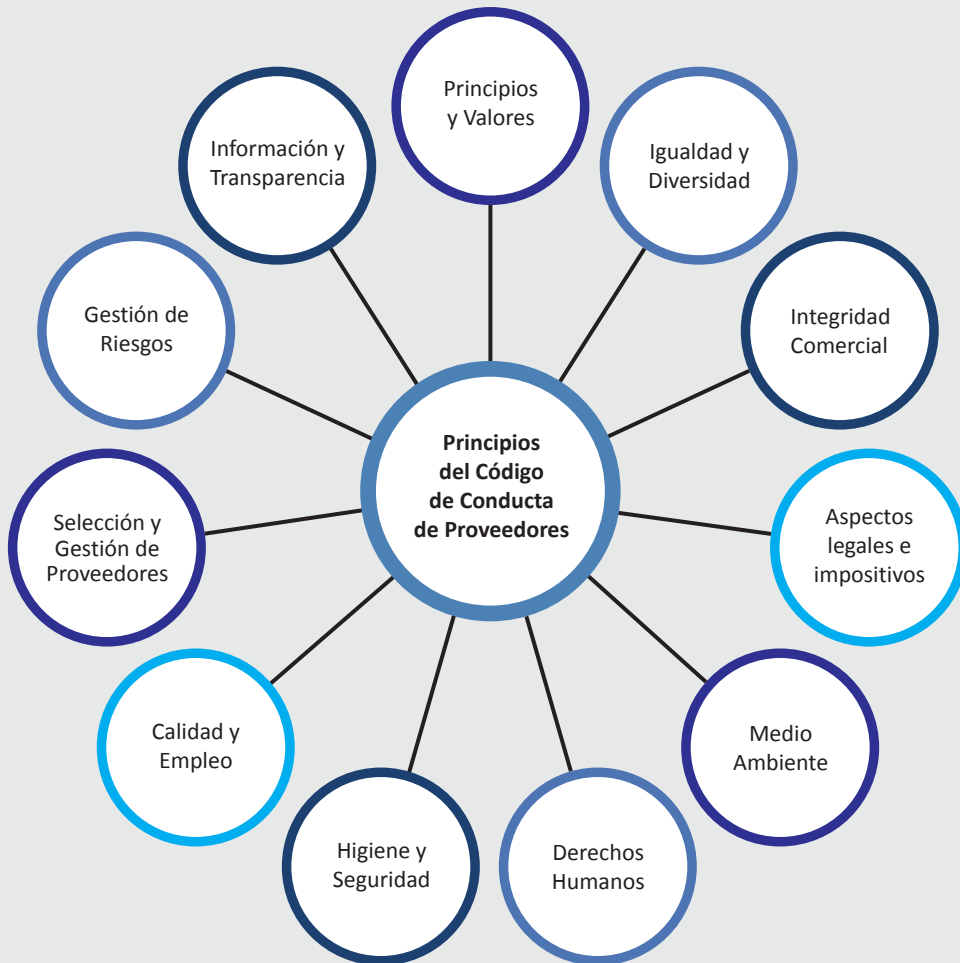 Principios
y Valores
Igualdad y
Diversidad
Integridad
Comercial
Aspectos
legales e
impositivos
Medio
Ambiente
Derechos
Humanos
Higiene y
Seguridad
Calidad y
Empleo
Selección y
Gestión de
Proveedores
Gestión de
Riesgos
Información y
Transparencia
Principios
del Código
de Conducta
de Proveedores